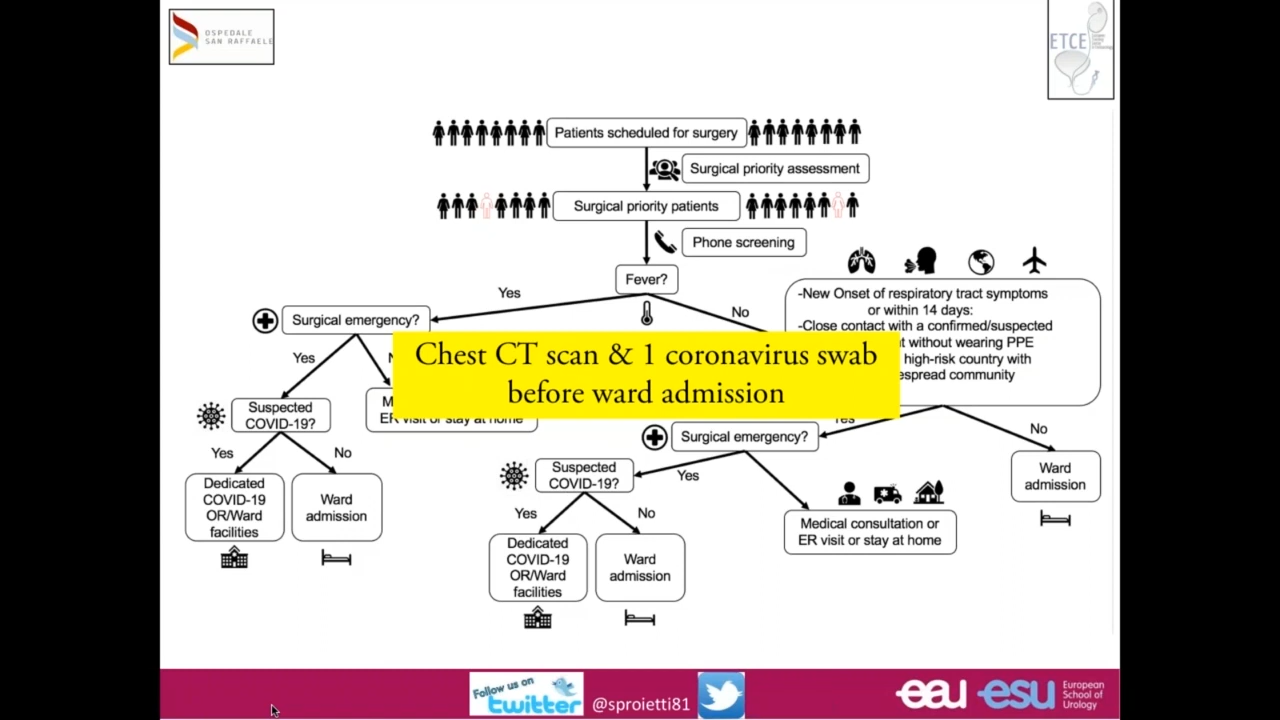 OSPEDALE
SAN RAFFAELE
ETCE
Patients scheduled for surgery
Surgical priority assessment
Surgical priority patients
Phone screening
Fever?
Yes
No
-New Onset of respiratory tract symptoms
or within 14 days:
-Close contact with a confirmed/suspected
without wearing PPE
high-risk country with
community
Surgical emergency?
Yes
Chest CT scan & 1 coronavirus swab
before ward admission
ER visit or stay at home
Suspected
COVID-19?
Yes
No
Dedicated
COVID-19
OR/Ward
facilities
Ward
admission
Yes
No
Surgical emergency?
Yes
Suspected
COVID-19?
Yes
No
Dedicated
COVID-19
OR/Ward
facilities
Ward
admission
Medical consultation or
ER visit or stay at home
Ward
admission
Follow us on
twitter
@sproietti81
eau esu
European
School of
Urology